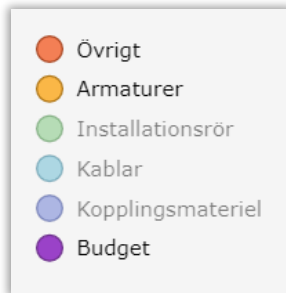 Övrigt
Armaturer
Installationsrör
Kablar
Kopplingsmateriel
Budget